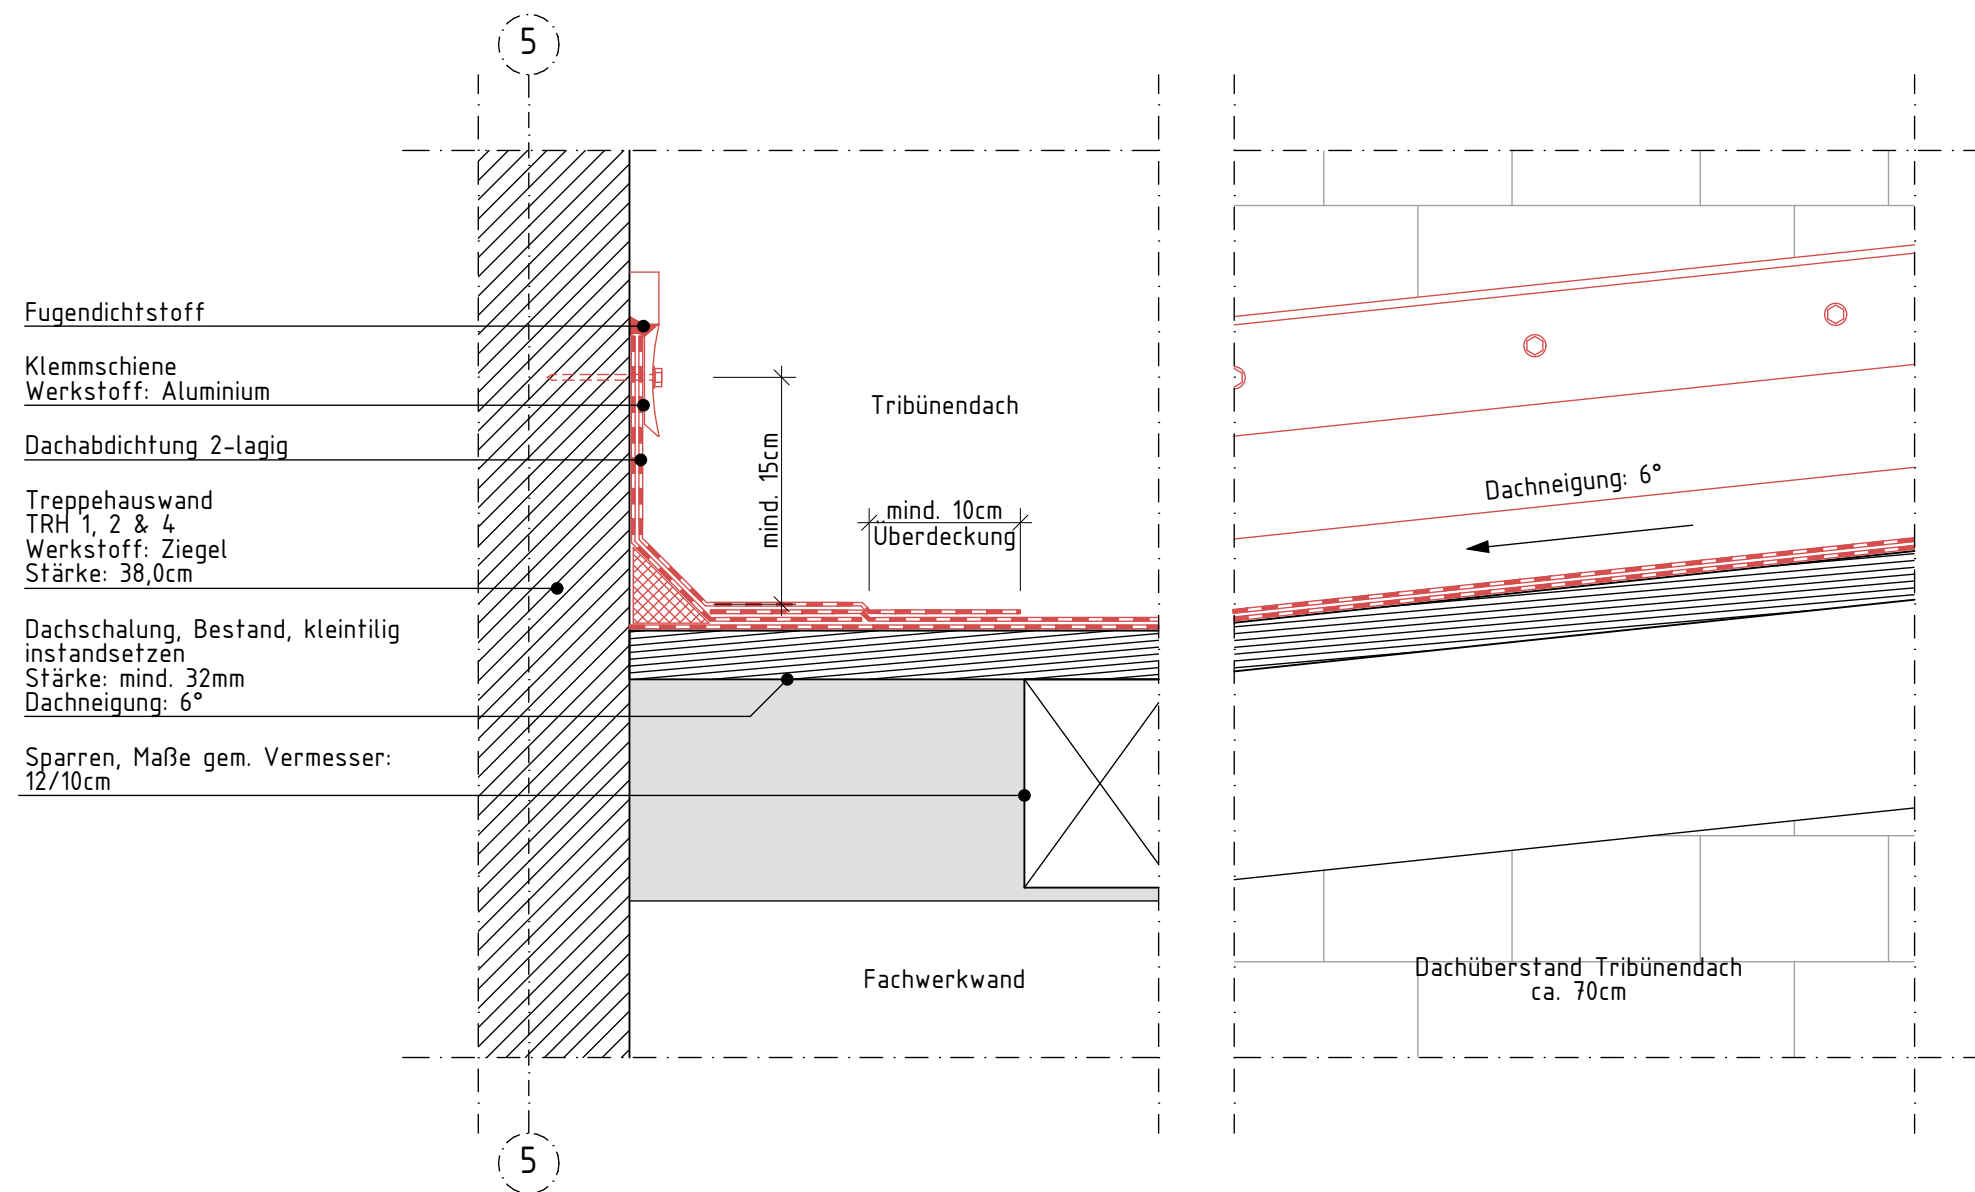 5
Fugendichtstoff
Klemmschiene
Werkstoff: Aluminium
Dachabdichtung 2-lagig
Treppehauswand
TRH 1, 2 & 4
Werkstoff: Ziegel
Stärke: 38,0cm
Dachschalung, Bestand, kleintilig
instandsetzen
Stärke: mind. 32mm
Dachneigung: 6°
Sparren, Maße gem. Vermesser:
12/10cm
Tribünendach
mind. 15cm
mind. 10cm
Überdeckung
Fachwerkwand
Dachneigung: 6°
Dachüberstand Tribünendach
ca. 70cm
5